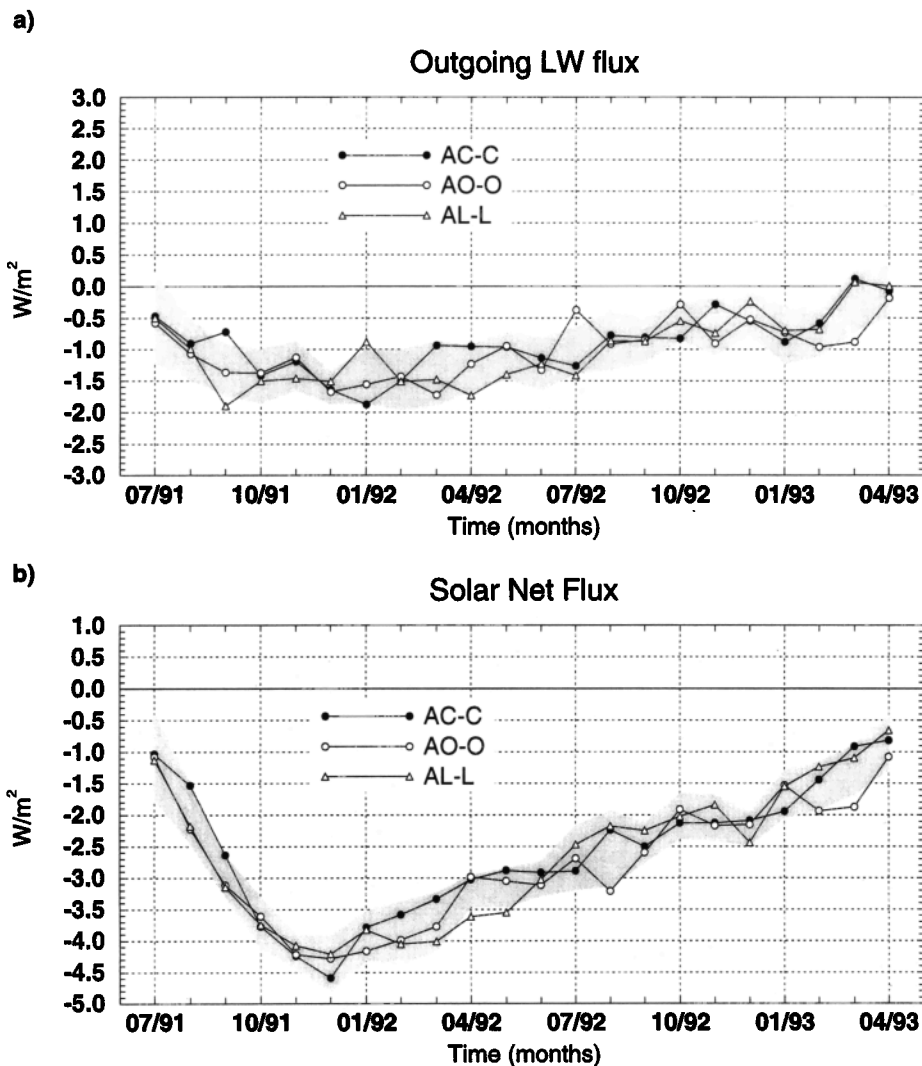 a)
Outgoing LW flux
3.0
2.5
2.0
1.5
1.0
0.5
0.0
-0.5
-1.0
-1.5
-2.0
-2.5
-3.0
W/m²
AC-C
AO-O
AL-L
07/91 10/91 01/92 04/92 07/92 10/92 01/93 04/93
Time (months)
b)
Solar Net Flux
1.0
0.5
0.0
-0.5
-1.0
-1.5
-2.0
-2.5
-3.0
-3.5
-4.0
-4.5
-5.0
W/m²
AC-C
AO-O
AL-L
07/91 10/91 01/92 04/92 07/92 10/92 01/93 04/93
Time (months)